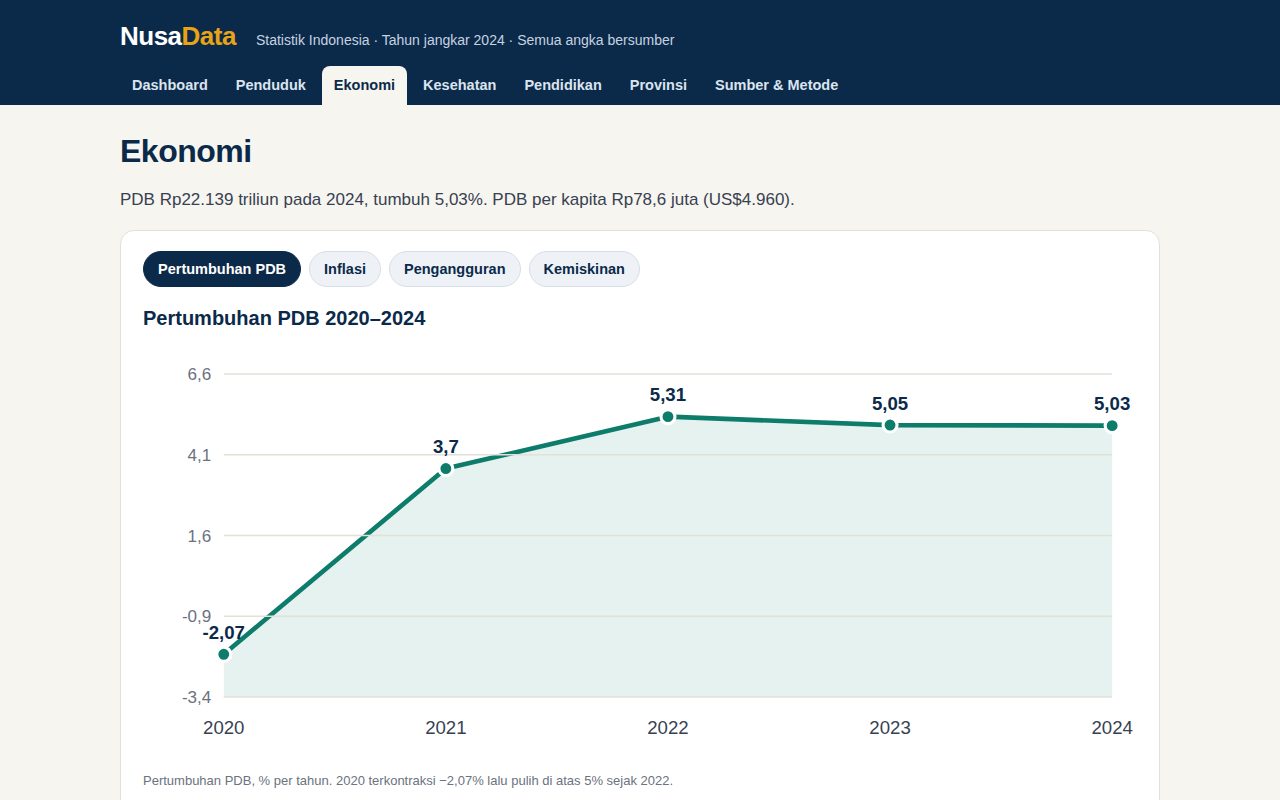 NusaData
Statistik Indonesia · Tahun jangkar 2024 · Semua angka bersumber
Dashboard Penduduk Ekonomi Kesehatan Pendidikan Provinsi Sumber & Metode
Ekonomi
PDB Rp22.139 triliun pada 2024, tumbuh 5,03%. PDB per kapita Rp78,6 juta (US$4.960).
Pertumbuhan PDB Inflasi Pengangguran Kemiskinan
Pertumbuhan PDB 2020–2024
6,6
5,31
5,05
5,03
3,7
4,1
1,6
-0,9
-2,07
-3,4
2020 2021 2022 2023 2024
Pertumbuhan PDB, % per tahun. 2020 terkontraksi −2,07% lalu pulih di atas 5% sejak 2022.